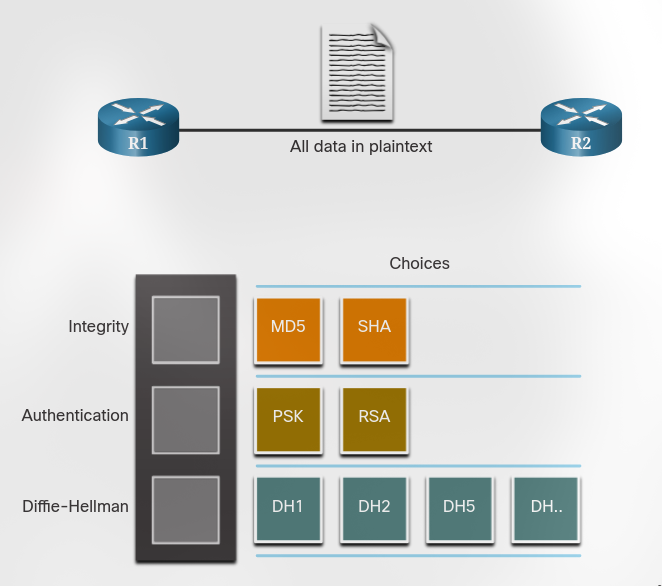 R1
R2
All data in plaintext
Choices
Integrity
MD5
SHA
Authentication
PSK
RSA
Diffie-Hellman
DH1
DH2
DH5
DH..